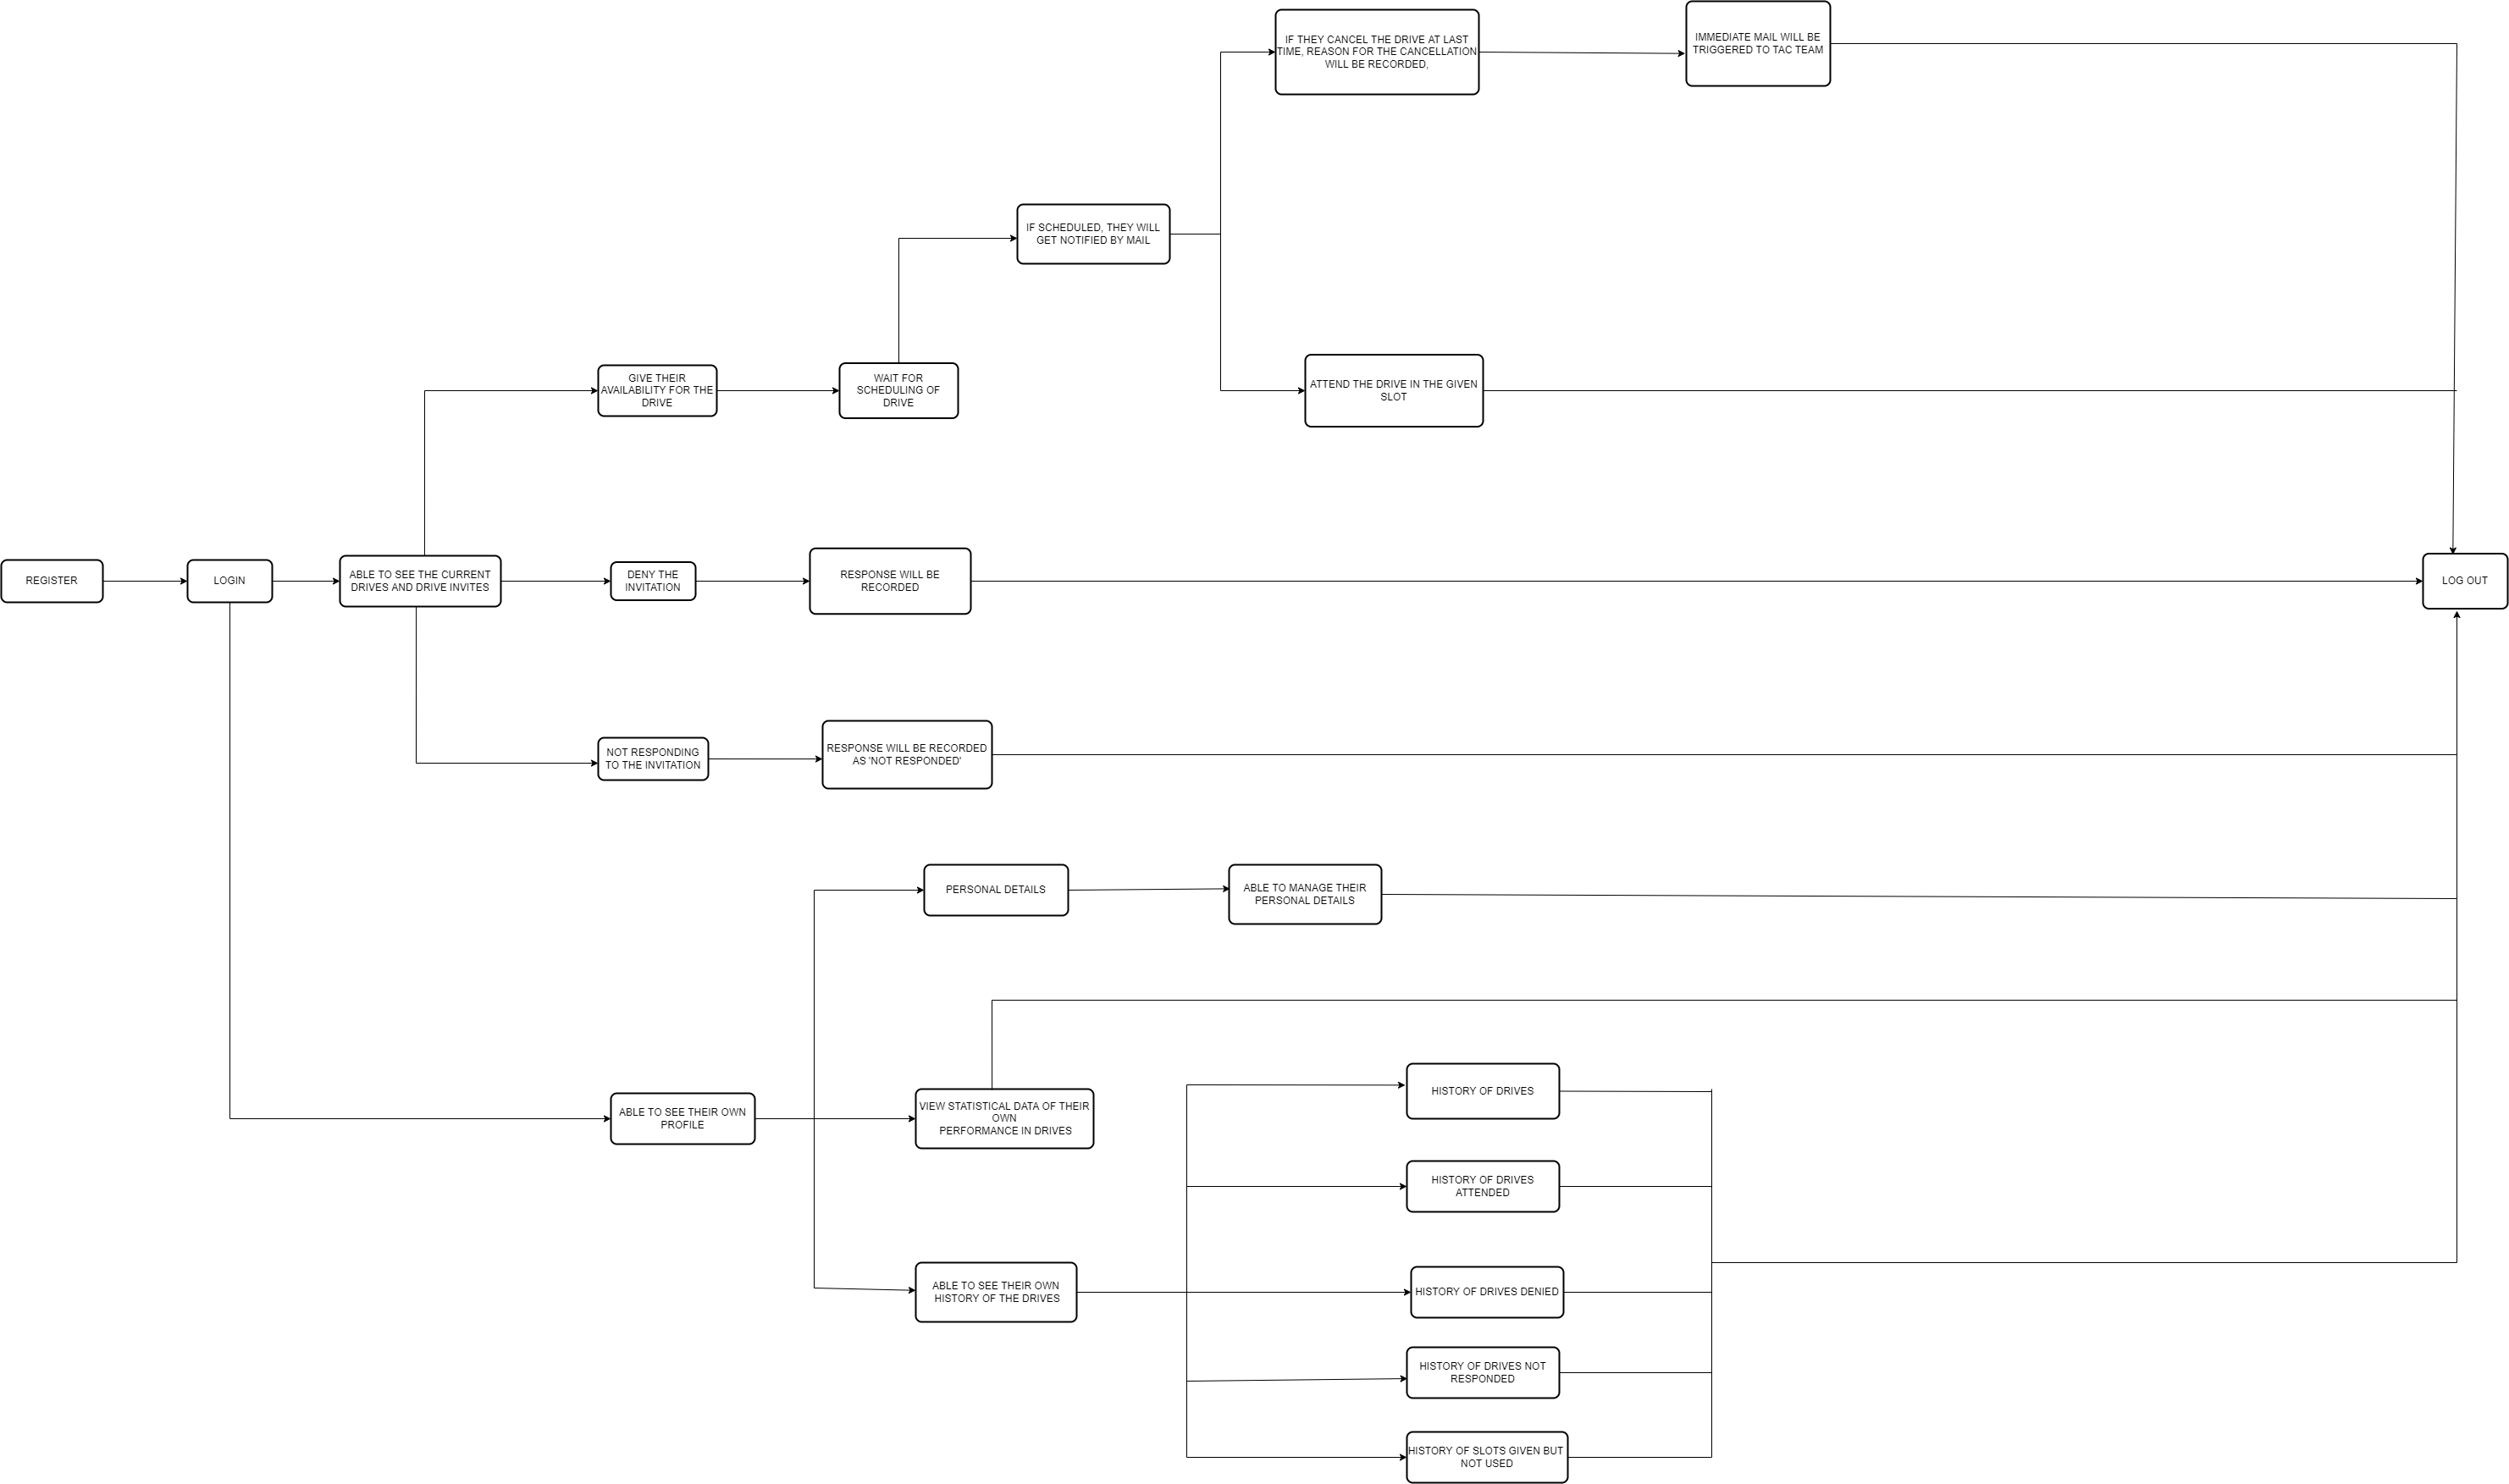 IF THEY CANCEL THE DRIVE AT LAST
TIME, REASON FOR THE CANCELLATION
WILL BE RECORDED,
IMMEDIATE MAIL WILL BE
TRIGGERED TO TAC TEAM
IF SCHEDULED, THEY WILL
GET NOTIFIED BY MAIL
GIVE THEIR
AVAILABILITY FOR THE
DRIVE
WAIT FOR
SCHEDULING OF
DRIVE
ATTEND THE DRIVE IN THE GIVEN
SLOT
REGISTER
LOGIN
ABLE TO SEE THE CURRENT
DRIVES AND DRIVE INVITES
DENY THE
INVITATION
RESPONSE WILL BE
RECORDED
LOG OUT
NOT RESPONDING
TO THE INVITATION
RESPONSE WILL BE RECORDED
AS 'NOT RESPONDED'
PERSONAL DETAILS
ABLE TO MANAGE THEIR
PERSONAL DETAILS
ABLE TO SEE THEIR OWN
PROFILE
VIEW STATISTICAL DATA OF THEIR
OWN
PERFORMANCE IN DRIVES
HISTORY OF DRIVES
HISTORY OF DRIVES
ATTENDED
ABLE TO SEE THEIR OWN
HISTORY OF THE DRIVES
HISTORY OF DRIVES DENIED
HISTORY OF DRIVES NOT
RESPONDED
HISTORY OF SLOTS GIVEN BUT
NOT USED